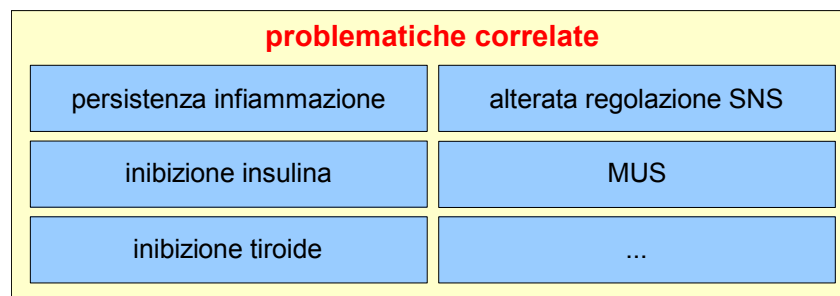 problematiche correlate
persistenza infiammazione
alterata regolazione SNS
inibizione insulina
MUS
inibizione tiroide
...